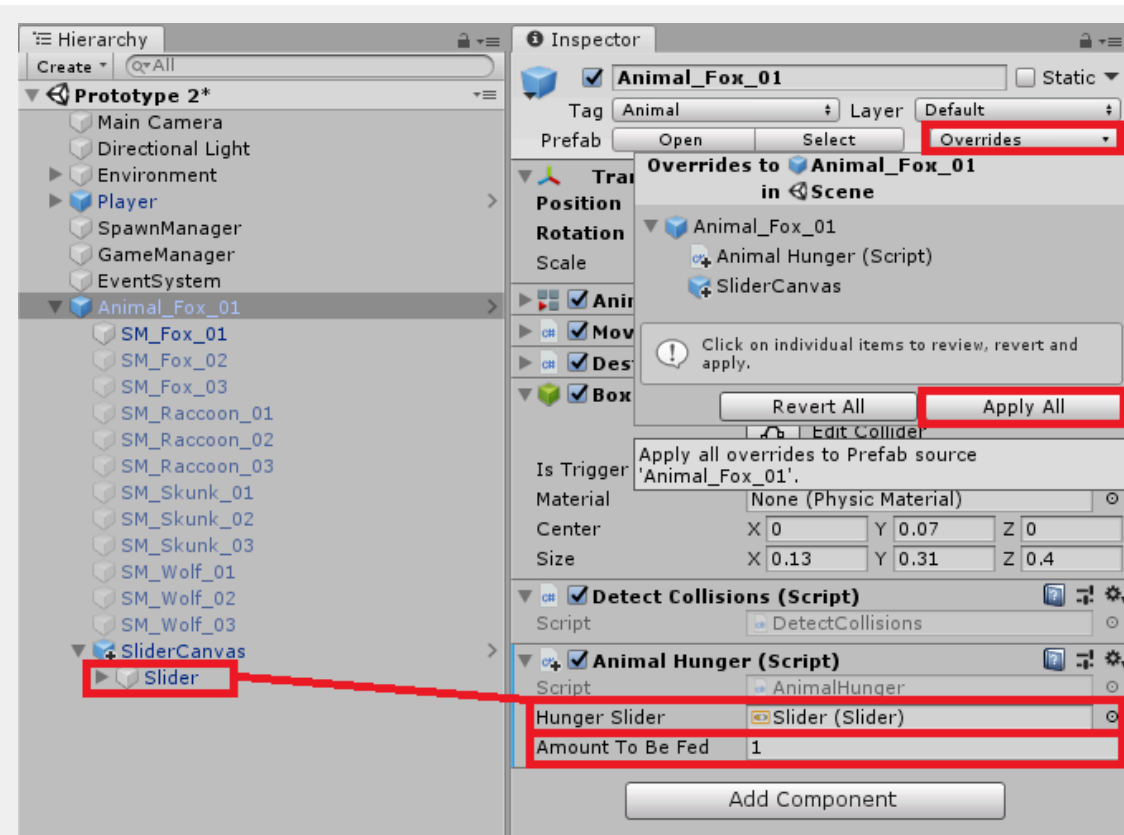 Hierarchy
Create
All
Prototype 2*
Main Camera
Directional Light
Environment
Player
SpawnManager
GameManager
EventSystem
Animal_Fox_01
SM_Fox_01
SM_Fox_02
SM_Fox_03
SM_Raccoon_01
SM_Raccoon_02
SM_Raccoon_03
SM_Skunk_01
SM_Skunk_02
SM_Skunk_03
SM_Wolf_01
SM_Wolf_02
SM_Wolf_03
SliderCanvas
Slider
Inspector
Animal_Fox_01 Static
Tag Animal Layer Default
Prefab Open Select Overrides
Overrides to Animal_Fox_01
in Scene
Animal_Fox_01
Animal Hunger (Script)
SliderCanvas
Click on individual items to review, revert and
apply.
Revert All Apply All
Apply all overrides to Prefab source
'Animal_Fox_01'.
Position
Rotation
Scale
Box
Edit Collider
Is Trigger
Material None (Physic Material)
Center X 0 Y 0.07 Z 0
Size X 0.13 Y 0.31 Z 0.4
Detect Collisions (Script)
Script DetectCollisions
Animal Hunger (Script)
Script AnimalHunger
Hunger Slider Slider (Slider)
Amount To Be Fed 1
Add Component